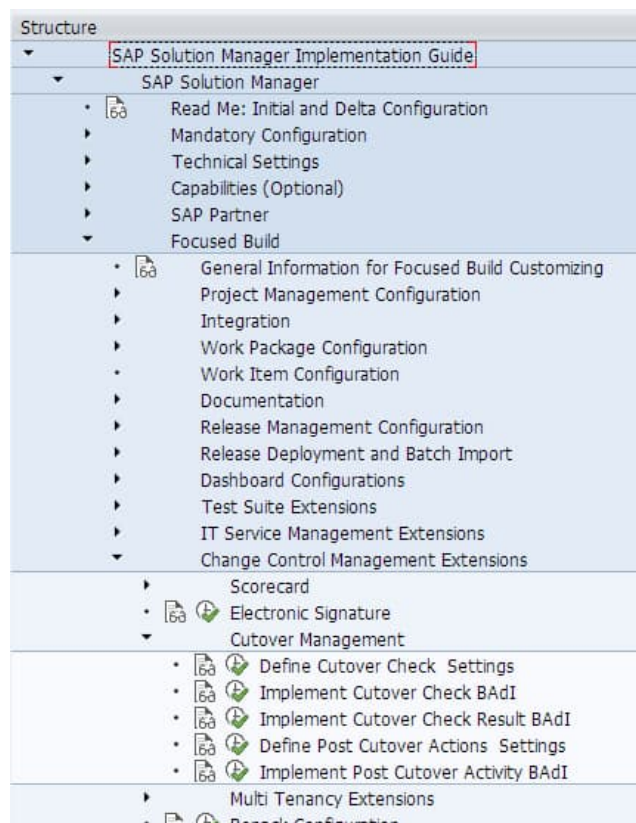 Structure
SAP Solution Manager Implementation Guide
SAP Solution Manager
Read Me: Initial and Delta Configuration
Mandatory Configuration
Technical Settings
Capabilities (Optional)
SAP Partner
Focused Build
General Information for Focused Build Customizing
Project Management Configuration
Integration
Work Package Configuration
Work Item Configuration
Documentation
Release Management Configuration
Release Deployment and Batch Import
Dashboard Configurations
Test Suite Extensions
IT Service Management Extensions
Change Control Management Extensions
Scorecard
Electronic Signature
Cutover Management
Define Cutover Check  Settings
Implement Cutover Check BAdI
Implement Cutover Check Result BAdI
Define Post Cutover Actions  Settings
Implement Post Cutover Activity BAdI
Multi Tenancy Extensions